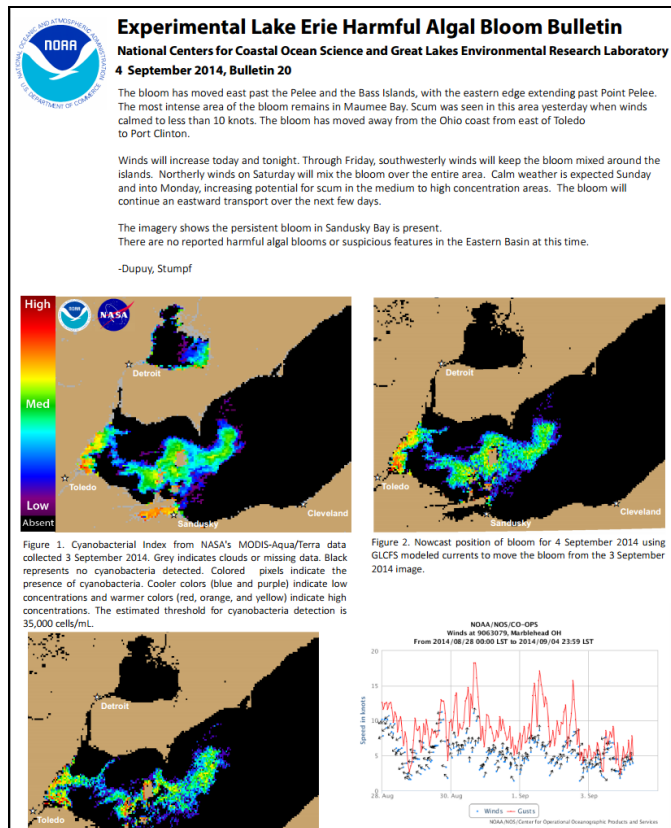 NATIONAL OCEANIC AND ATMOSPHERIC ADMINISTRATION
U.S. DEPARTMENT OF COMMERCE
NOAA
Experimental Lake Erie Harmful Algal Bloom Bulletin
National Centers for Coastal Ocean Science and Great Lakes Environmental Research Laboratory
4 September 2014, Bulletin 20
The bloom has moved east past the Pelee and the Bass Islands, with the eastern edge extending past Point Pelee.
The most intense area of the bloom remains in Maumee Bay. Scum was seen in this area yesterday when winds
calmed to less than 10 knots. The bloom has moved away from the Ohio coast from east of Toledo
to Port Clinton.
Winds will increase today and tonight. Through Friday, southwesterly winds will keep the bloom mixed around the
islands. Northerly winds on Saturday will mix the bloom over the entire area. Calm weather is expected Sunday
and into Monday, increasing potential for scum in the medium to high concentration areas. The bloom will
continue an eastward transport over the next few days.
The imagery shows the persistent bloom in Sandusky Bay is present.
There are no reported harmful algal blooms or suspicious features in the Eastern Basin at this time.
-Dupuy, Stumpf
High
Med
Low
Absent
NOAA
NASA
Detroit
Toledo
Sandusky
Cleveland
Detroit
Toledo
Sandusky
Cleveland
Figure 1. Cyanobacterial Index from NASA's MODIS-Aqua/Terra data
collected 3 September 2014. Grey indicates clouds or missing data. Black
represents no cyanobacteria detected. Colored pixels indicate the
presence of cyanobacteria. Cooler colors (blue and purple) indicate low
concentrations and warmer colors (red, orange, and yellow) indicate high
concentrations. The estimated threshold for cyanobacteria detection is
35,000 cells/mL.
Figure 2. Nowcast position of bloom for 4 September 2014 using
GLCFS modeled currents to move the bloom from the 3 September
2014 image.
Detroit
Toledo
NOAA/NOS/CO-OPS
Winds at 9063079, Marblehead OH
From 2014/08/28 00:00 LST to 2014/09/04 23:59 LST
Speed in knots
20
15
10
5
0
28. Aug
30. Aug
1. Sep
3. Sep
Winds
Gusts
NOAA/NOS/Center for Operational Oceanographic Products and Services